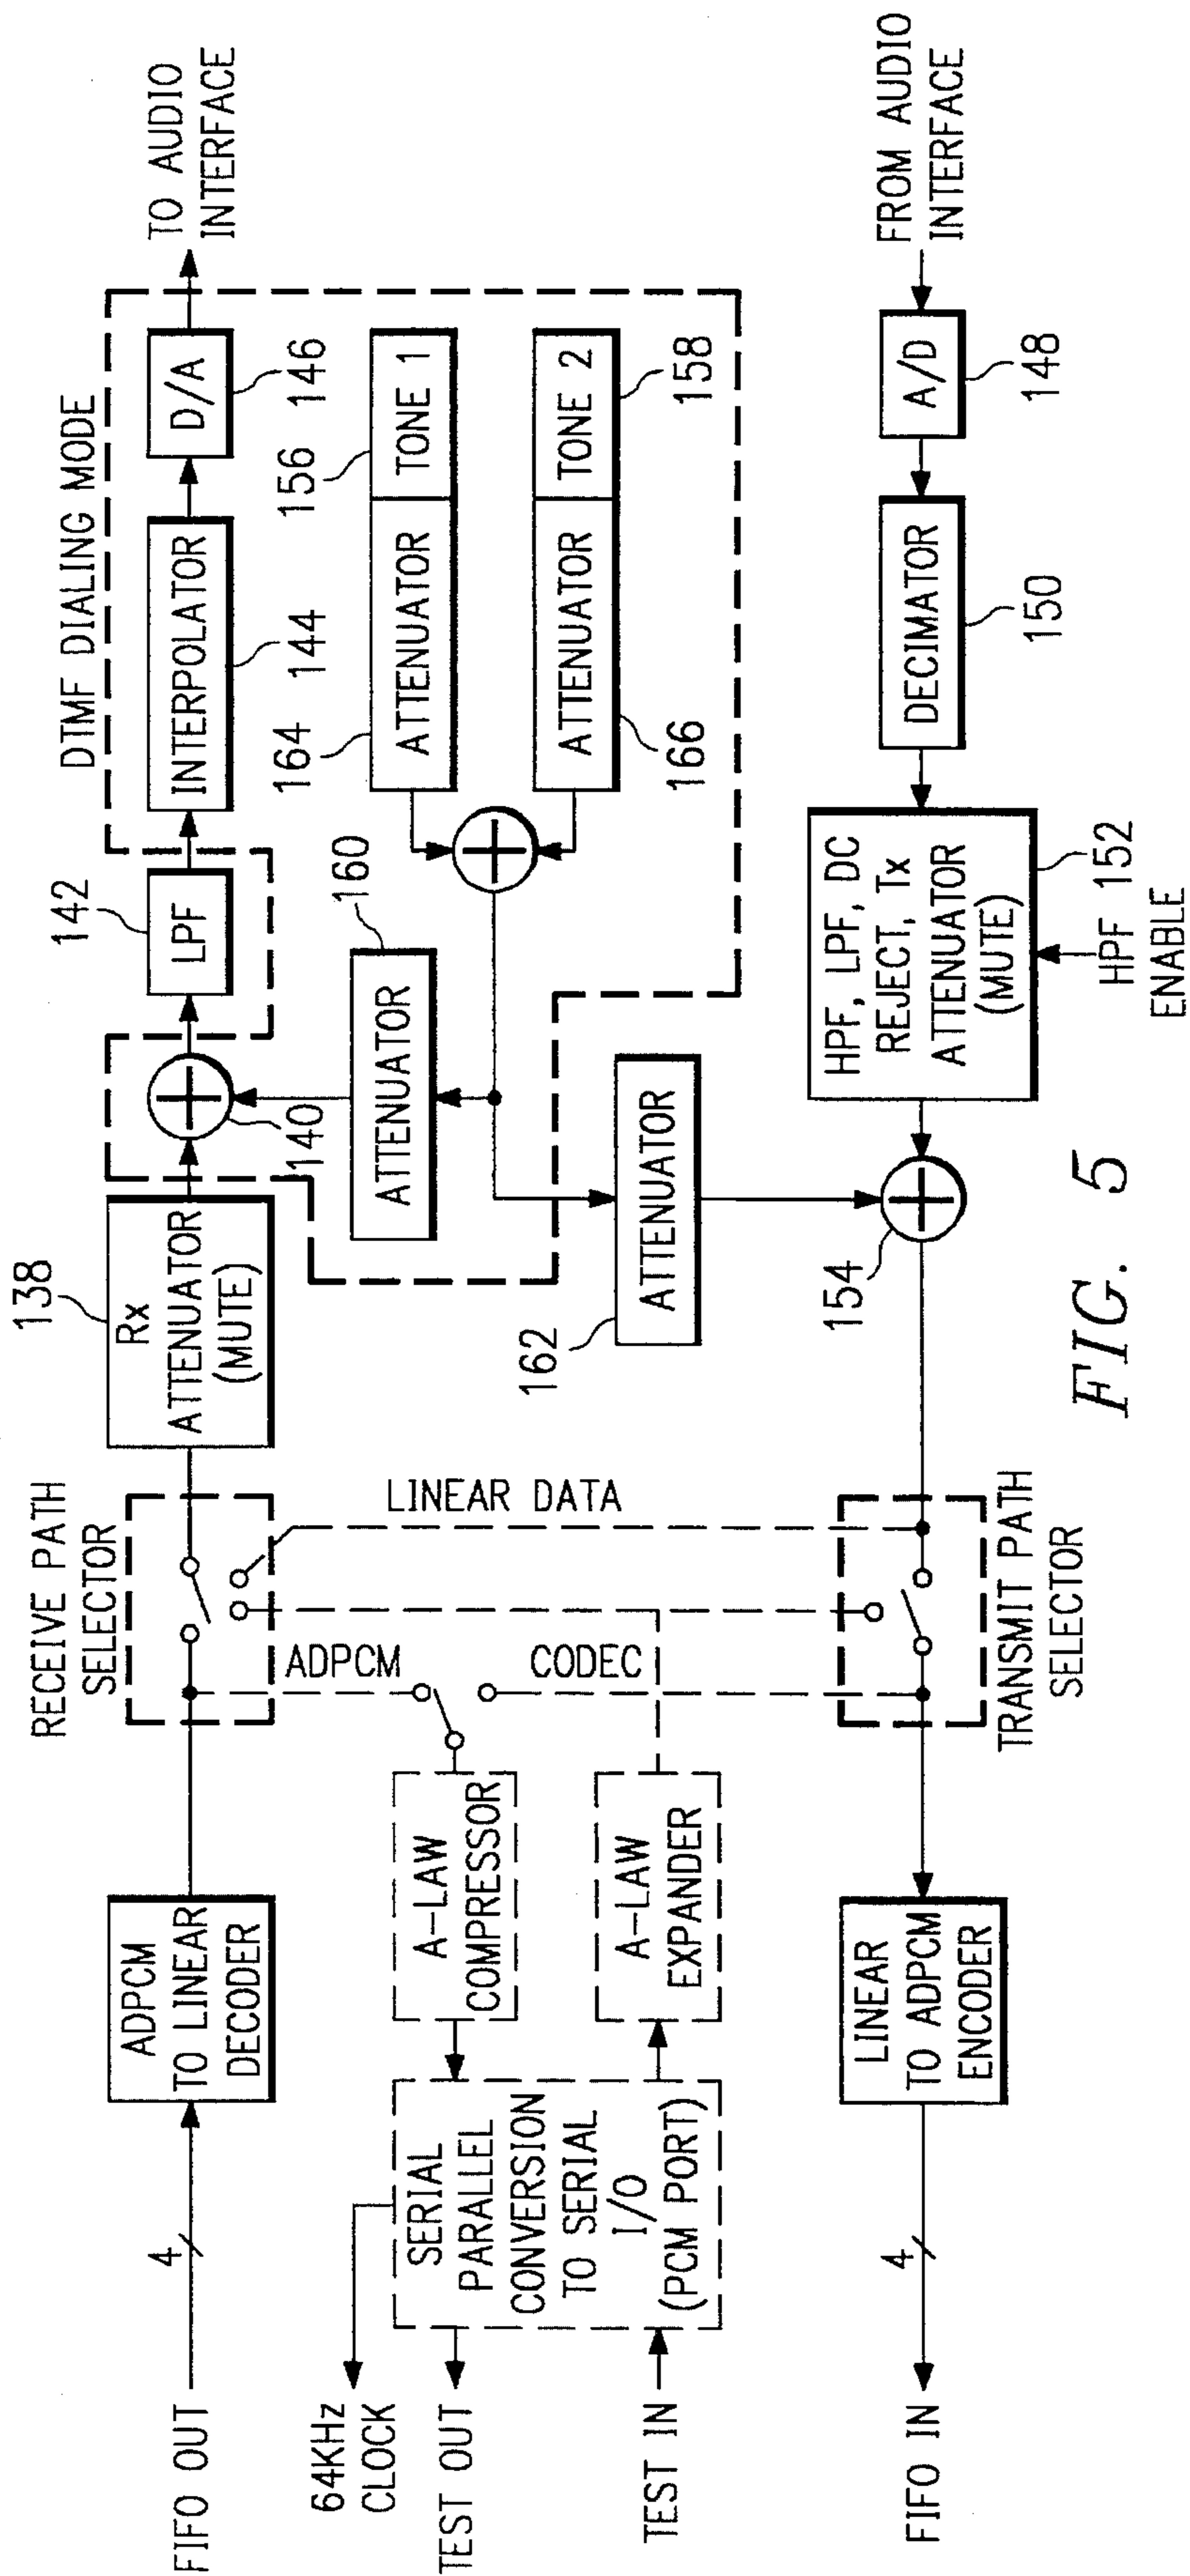 FIFO OUT
4
ADPCM
TO LINEAR
DECODER
RECEIVE PATH
SELECTOR
138
Rx
ATTENUATOR
(MUTE)
140
142
LPF
DTMF DIALING MODE
INTERPOLATOR
144
D/A
146
TO AUDIO
INTERFACE
64KHz
CLOCK
TEST OUT
TEST IN
SERIAL
PARALLEL
CONVERSION
TO SERIAL
I/O
(PCM PORT)
A-LAW
COMPRESSOR
A-LAW
EXPANDER
ADPCM
CODEC
LINEAR DATA
160
ATTENUATOR
162
ATTENUATOR
164
ATTENUATOR
156
TONE 1
ATTENUATOR
166
TONE 2
158
FIFO IN
4
LINEAR
TO ADPCM
ENCODER
TRANSMIT PATH
SELECTOR
154
HPF, LPF, DC
REJECT, Tx
ATTENUATOR
(MUTE)
152
HPF
ENABLE
DECIMATOR
150
A/D
148
FROM AUDIO
INTERFACE
FIG. 5